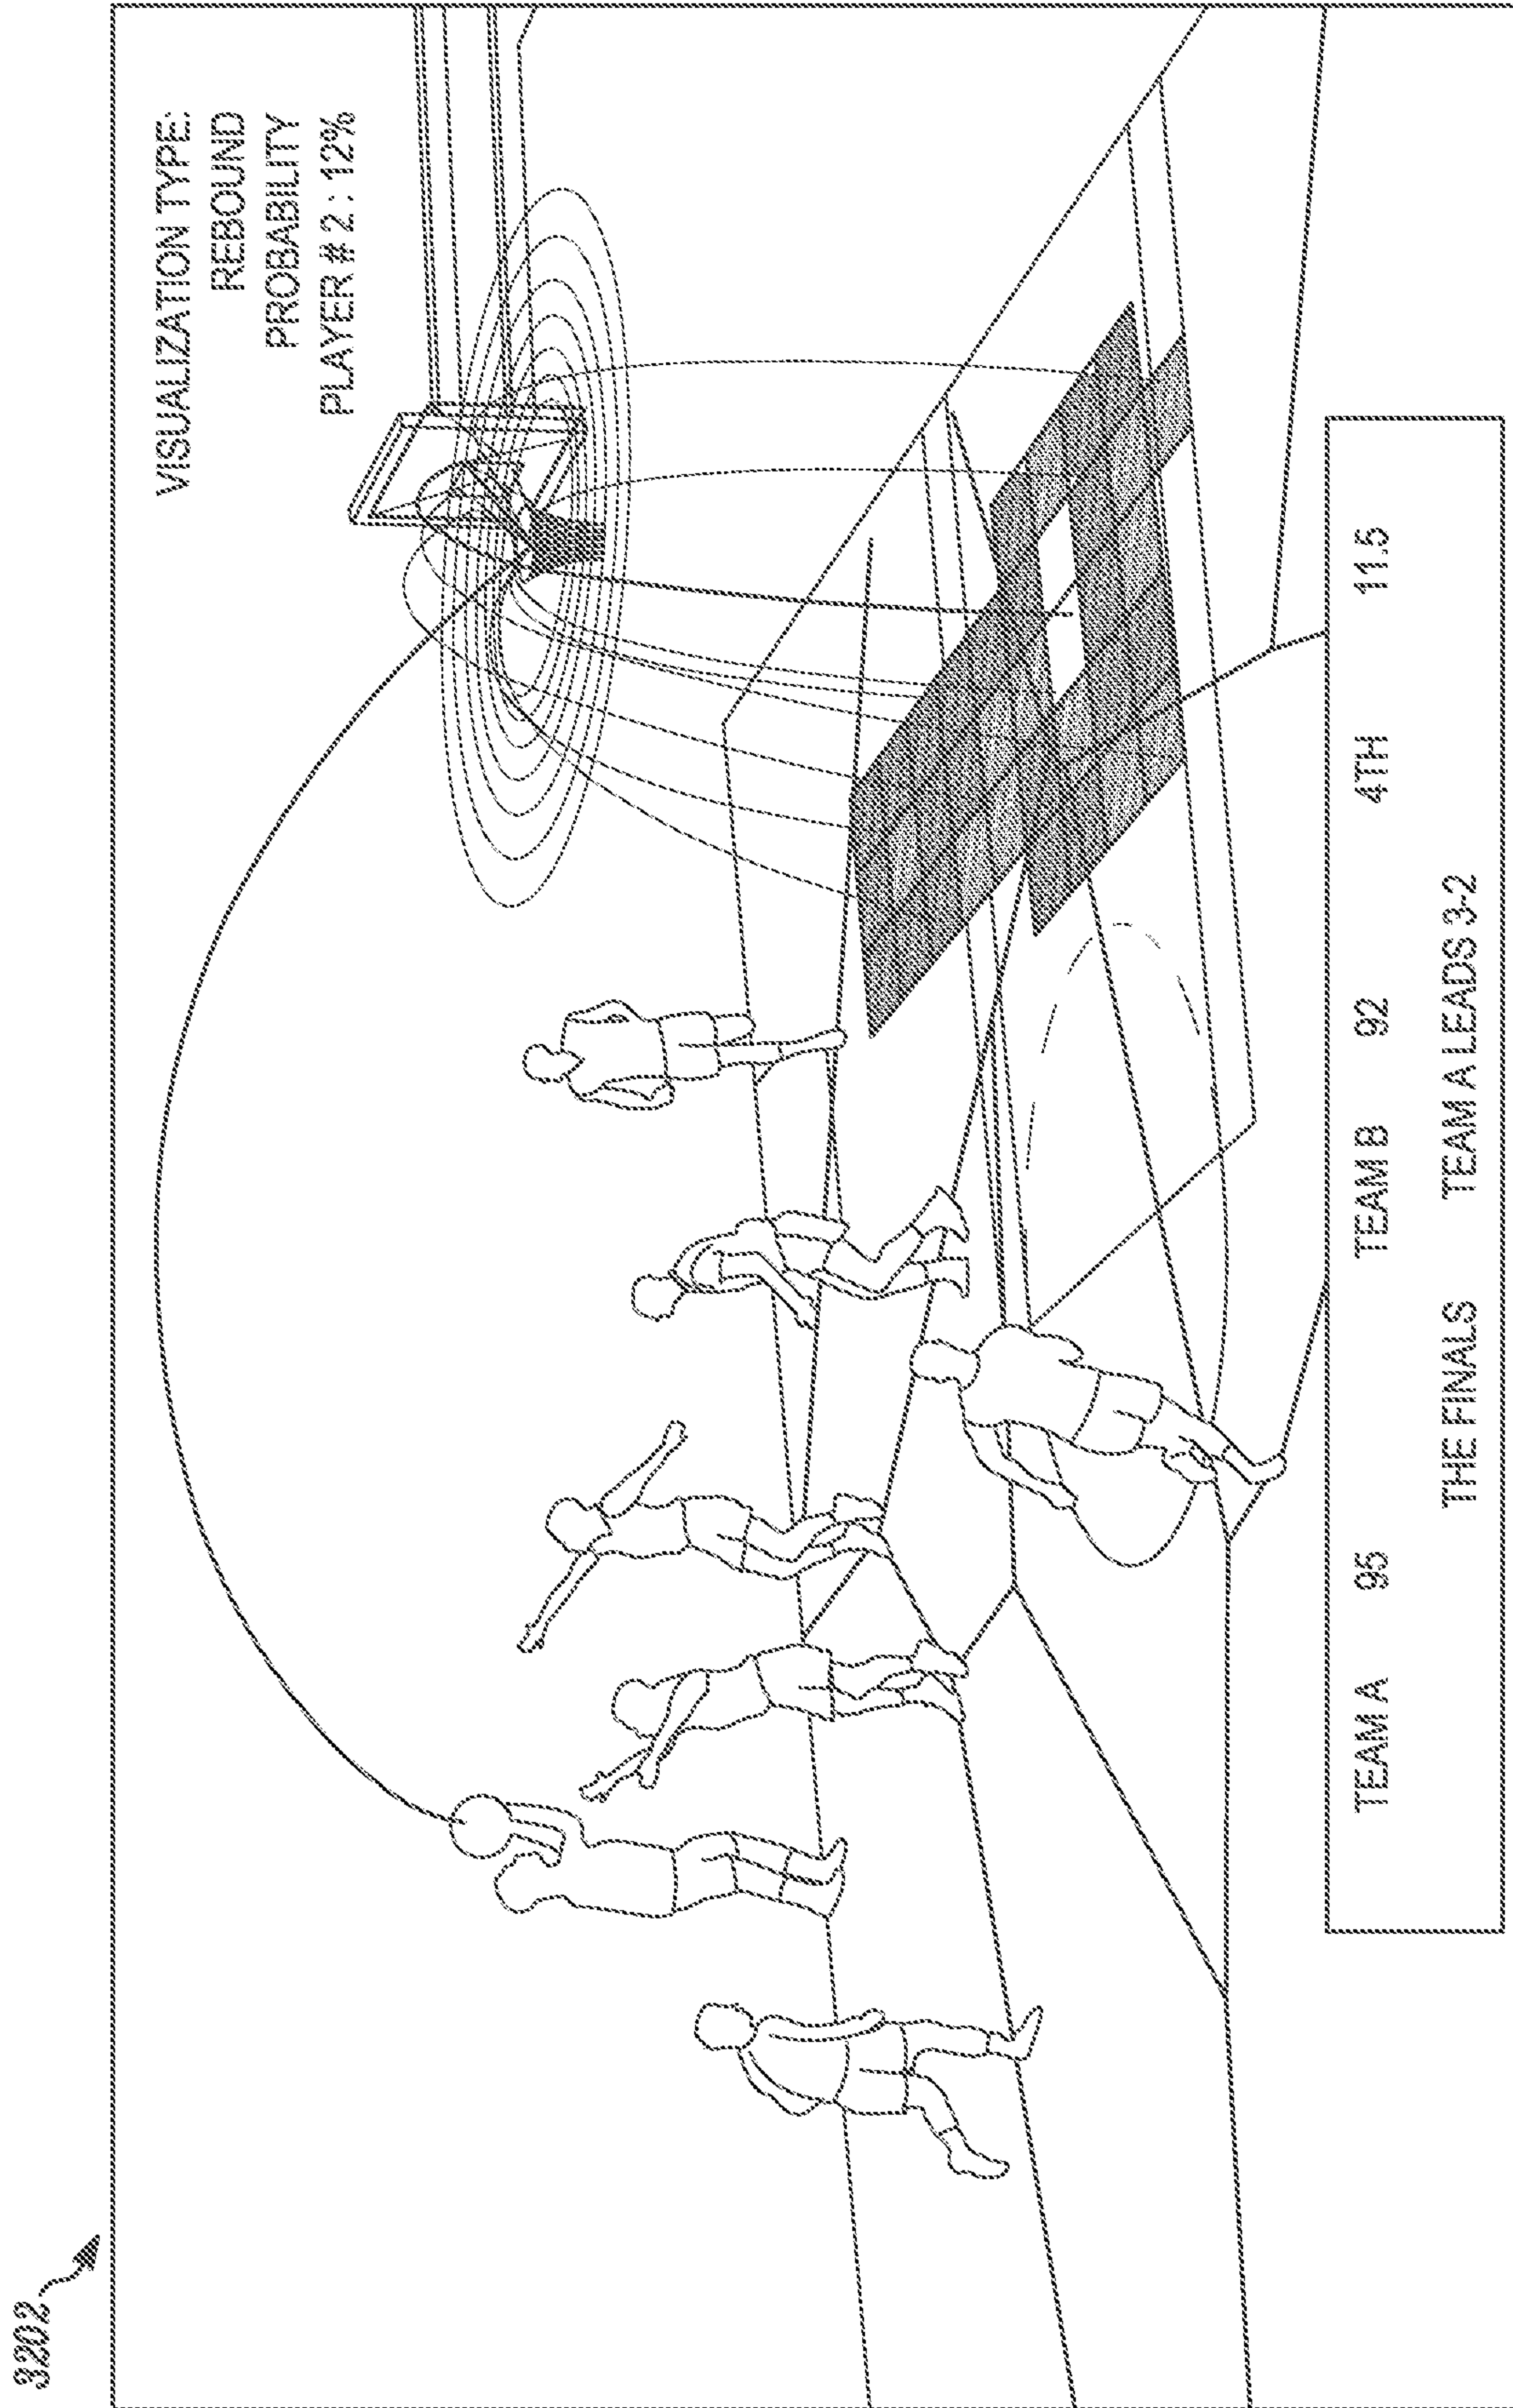 3202
VISUALIZATION TYPE:
REBOUND
PROBABILITY
PLAYER # 2 : 12%
TEAM A 95 TEAM B 92 4TH 11.5
THE FINALS TEAM A LEADS 3-2